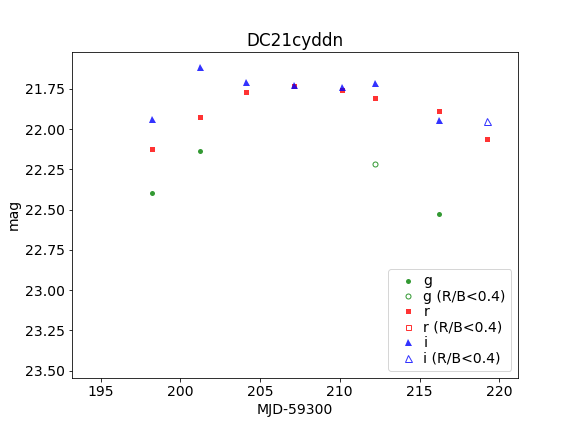 DC21cyddn
mag
21.75
22.00
22.25
22.50
22.75
23.00
23.25
23.50
195
200
205
210
215
220
MJD-59300
g
g (R/B<0.4)
r
r (R/B<0.4)
i
i (R/B<0.4)